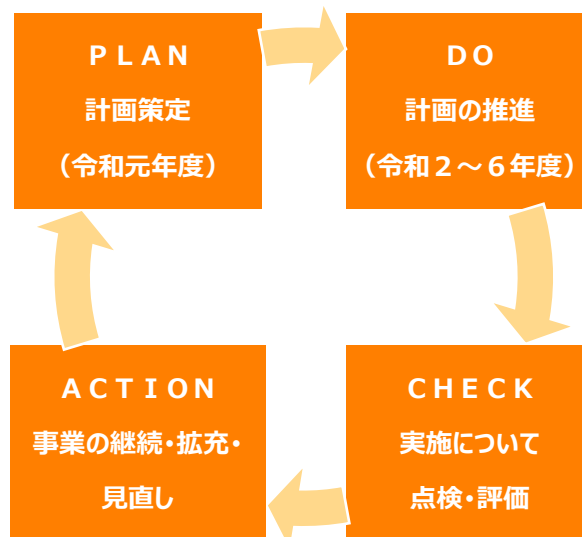 ＰＬＡＮ
計画策定
（令和元年度）
ＤＯ
計画の推進
（令和２～６年度）
ＣＨＥＣＫ
実施について
点検・評価
ＡＣＴＩＯＮ
事業の継続・拡充・
見直し